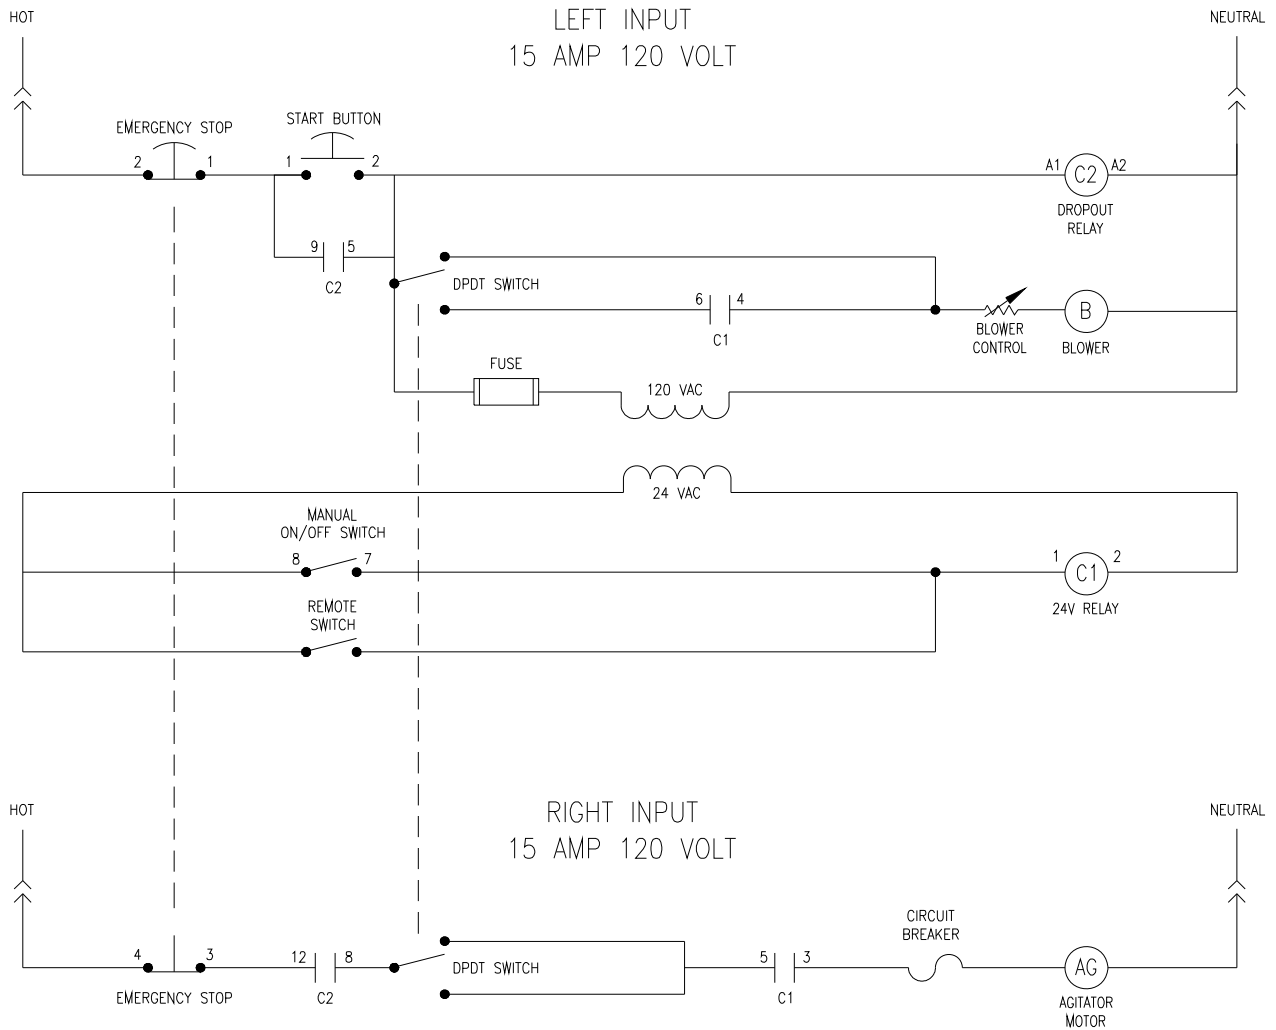 HOT
LEFT INPUT
NEUTRAL
15 AMP 120 VOLT
EMERGENCY STOP
START BUTTON
2 1
1 2
A1 C2 A2
DROPOUT
RELAY
9 5
C2
DPDT SWITCH
6 4
C1
BLOWER
CONTROL
B
BLOWER
FUSE
120 VAC
24 VAC
MANUAL
ON/OFF SWITCH
8 7
1 C1 2
24V RELAY
REMOTE
SWITCH
HOT
RIGHT INPUT
NEUTRAL
15 AMP 120 VOLT
4 3
EMERGENCY STOP
12 8
C2
DPDT SWITCH
5 3
C1
CIRCUIT
BREAKER
AG
AGITATOR
MOTOR